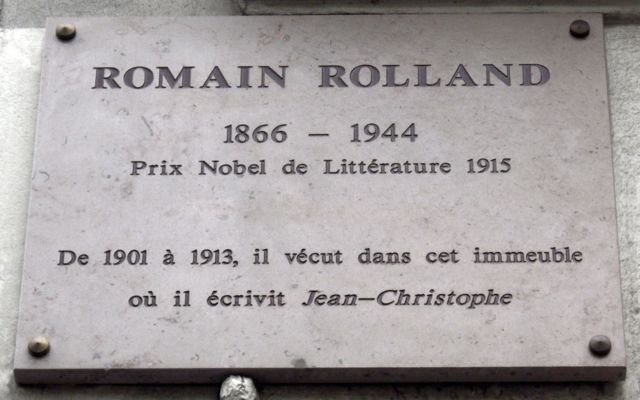 ROMAIN ROLLAND
1866 – 1944
Prix Nobel de Littérature 1915
De 1901 à 1913, il vécut dans cet immeuble
où il écrivit Jean–Christophe